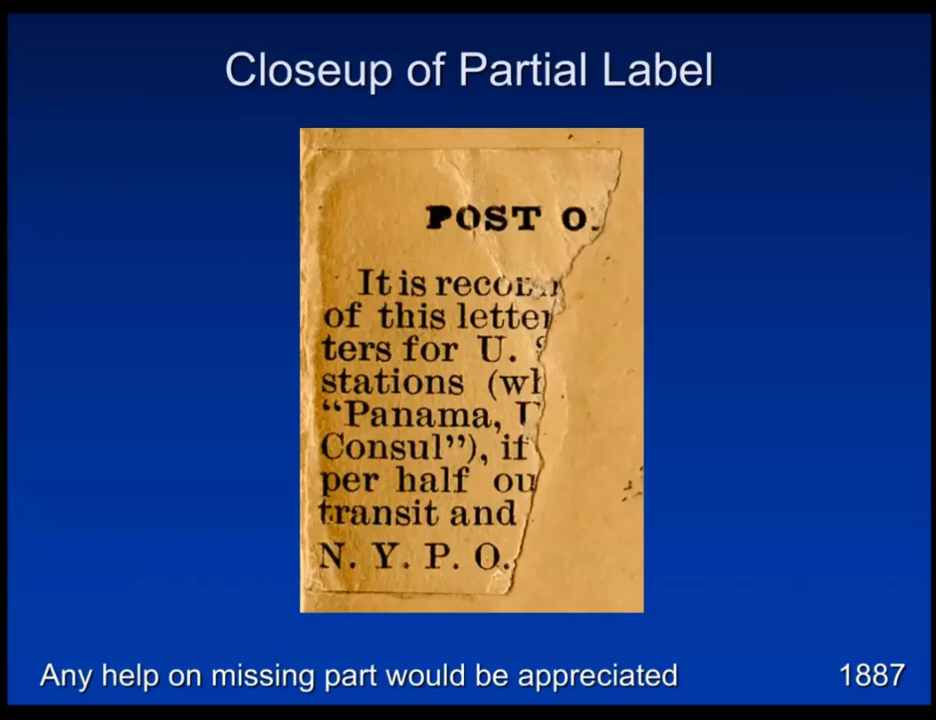 Closeup of Partial Label
POST O
It is recom
of this letter
ters for U. S
stations (wh
“Panama, U
Consul”), if
per half ou
transit and
N. Y. P. O.
Any help on missing part would be appreciated
1887